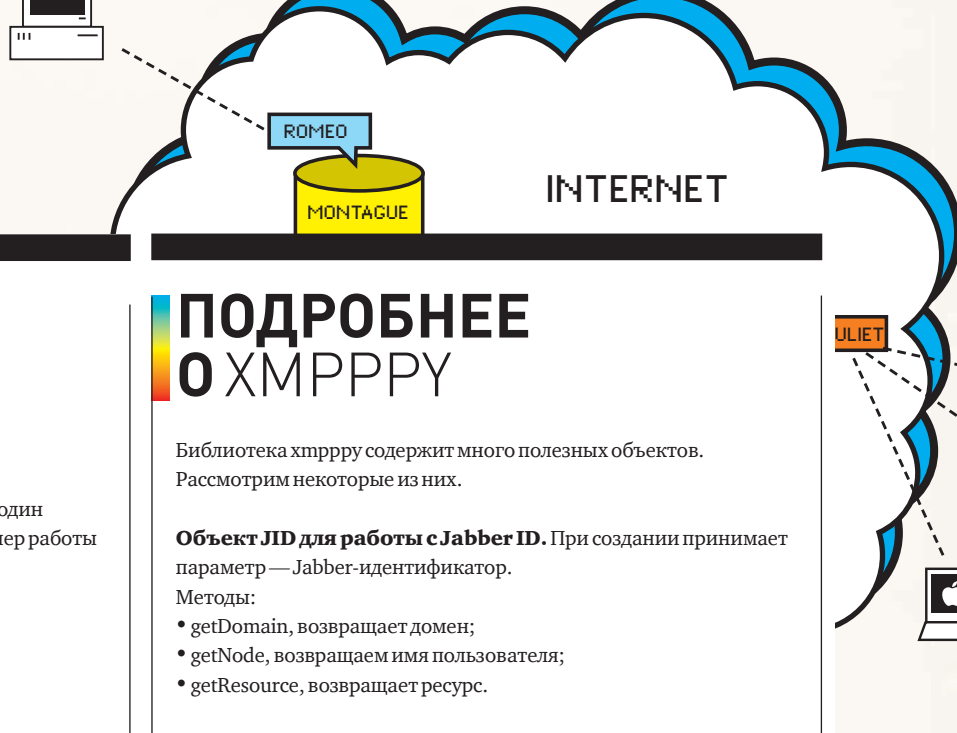 ROMEO
MONTAGUE
INTERNET
ПОДРОБНЕЕ
О XMPPPY
ULIET
Библиотека xmpppy содержит много полезных объектов.
Рассмотрим некоторые из них.
один
работы
Объект JID для работы с Jabber ID. При создании принимает
параметр — Jabber-идентификатор.
Методы:
• getDomain, возвращает домен;
• getNode, возвращаем имя пользователя;
• getResource, возвращает ресурс.